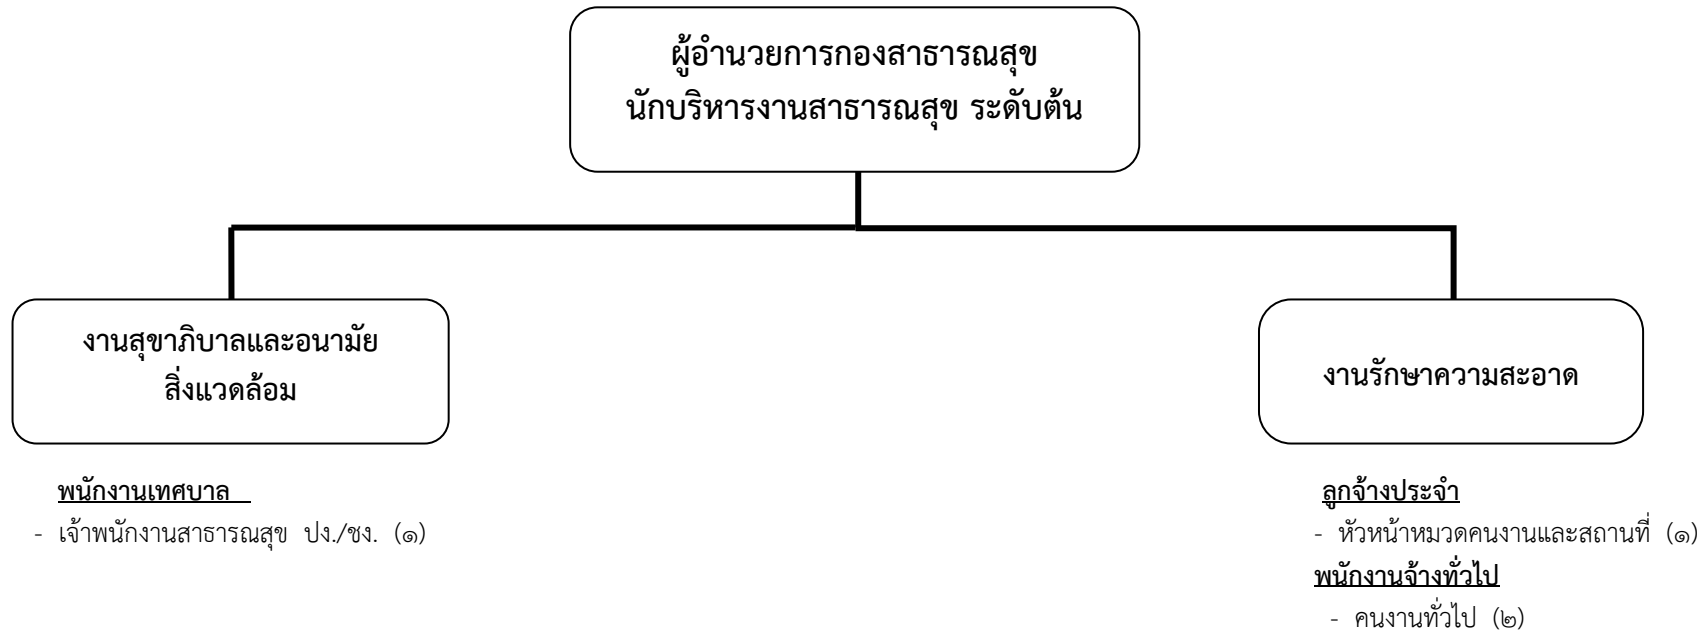 ผู้อำนวยการกองสาธารณสุข
นักบริหารงานสาธารณสุข ระดับต้น
งานสุขาภิบาลและอนามัย
สิ่งแวดล้อม
งานรักษาความสะอาด
พนักงานเทศบาล
- เจ้าพนักงานสาธารณสุข ปง./ชง. (๑)
ลูกจ้างประจำ
- หัวหน้าหมวดคนงานและสถานที่ (๑)
พนักงานจ้างทั่วไป
- คนงานทั่วไป (๒)